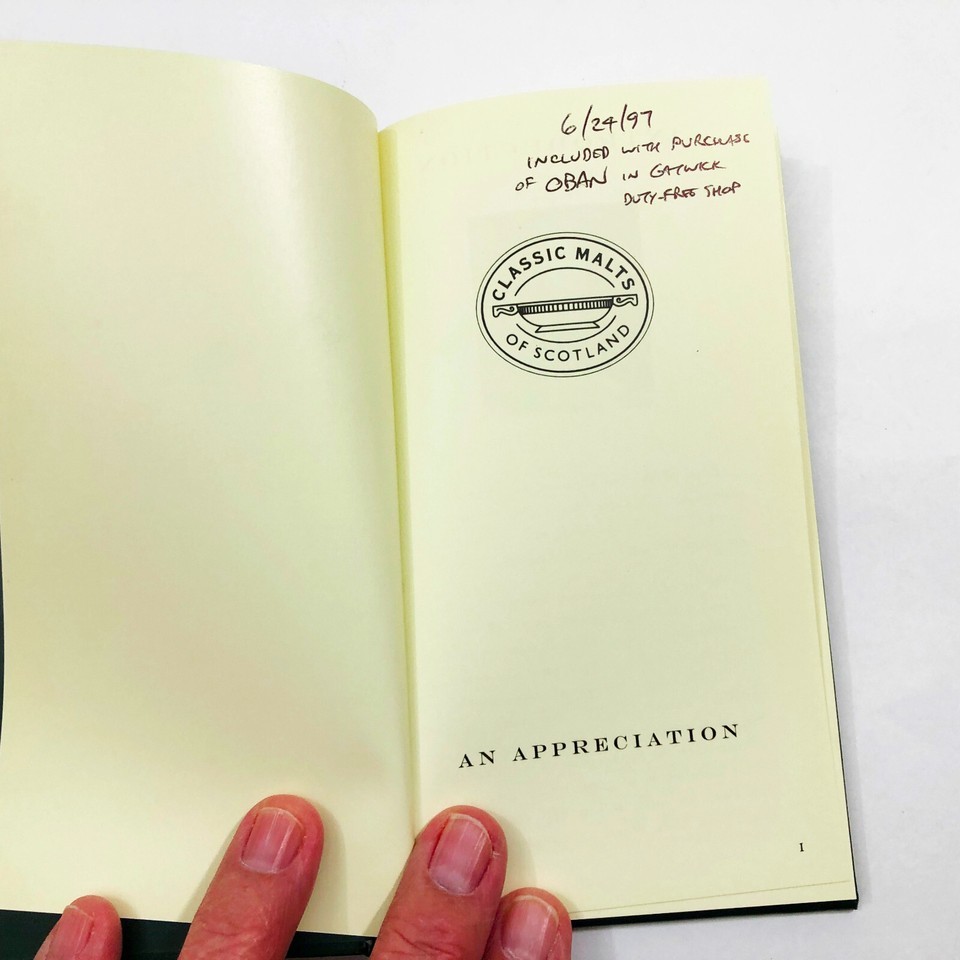 6/24/97
INCLUDED WITH PURCHASE
OF OBAN IN GATWICK
DUTY-FREE SHOP
CLASSIC MALTS
OF SCOTLAND
AN APPRECIATION
1